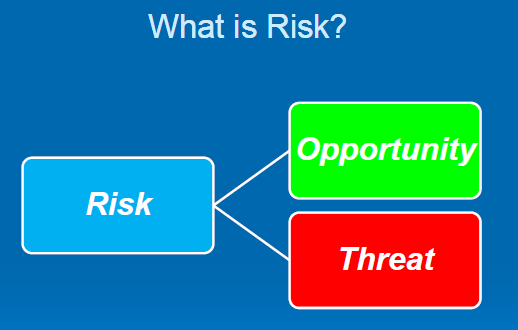 What is Risk?
Opportunity
Risk
Threat